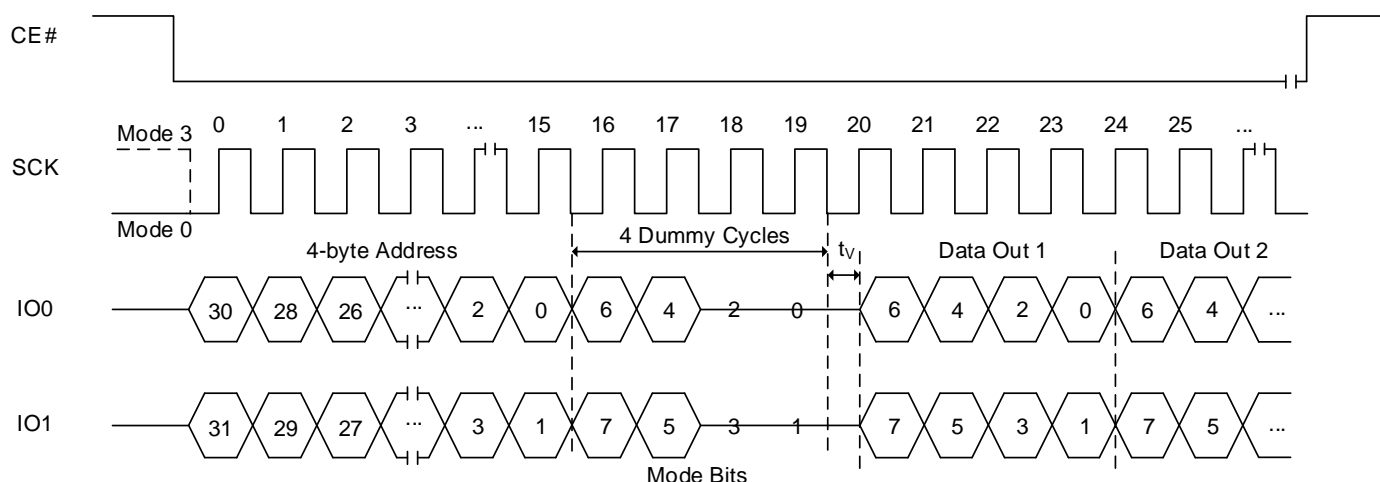 CE#
0 1 2 3 ... 15 16 17 18 19 20 21 22 23 24 25 ...
Mode 3
SCK
Mode 0
4-byte Address 4 Dummy Cycles tV Data Out 1 Data Out 2
IO0 30 28 26 ... 2 0 6 4 2 0 6 4 2 0 6 4 ...
IO1 31 29 27 ... 3 1 7 5 3 1 7 5 3 1 7 5 ...
Mode Bits